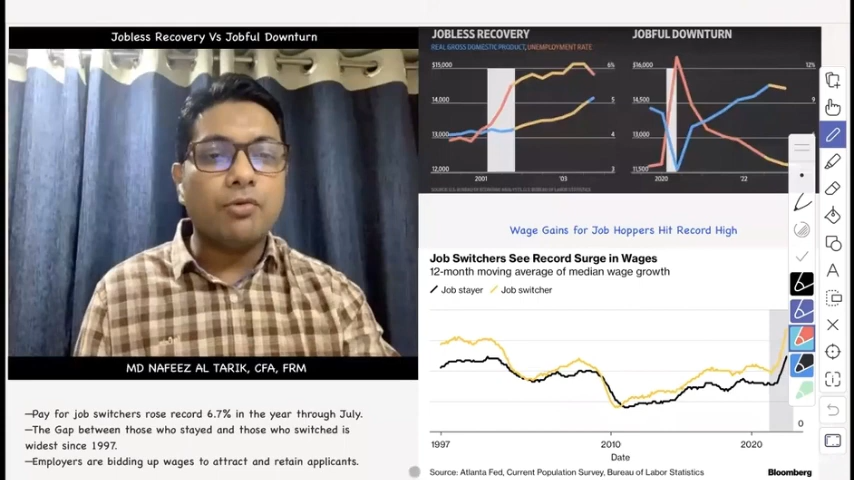 Jobless Recovery Vs Jobful Downturn
MD NAFEEZ AL TARIK, CFA, FRM
—Pay for job switchers rose record 6.7% in the year through July.
—The Gap between those who stayed and those who switched is
widest since 1997.
—Employers are bidding up wages to attract and retain applicants.
JOBLESS RECOVERY
REAL GROSS DOMESTIC PRODUCT, UNEMPLOYMENT RATE
$15,000 6%
14,000 5
13,000 4
12,000 3
2001 '03
JOBFUL DOWNTURN
$16,000 12%
14,500 9
13,000
2020 '22
Wage Gains for Job Hoppers Hit Record High
Job Switchers See Record Surge in Wages
12-month moving average of median wage growth
Job stayer Job switcher
0
1997 2010 2020
Date
Source: Atlanta Fed, Current Population Survey, Bureau of Labor Statistics Bloomberg
A